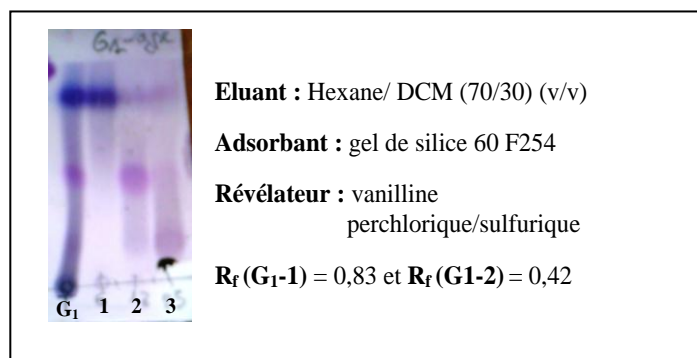 Eluant : Hexane/ DCM (70/30) (v/v)
Adsorbant : gel de silice 60 F254
Révélateur : vanilline
perchlorique/sulfurique
Rf (G1-1) = 0,83 et Rf (G1-2) = 0,42
G1 1 2 3